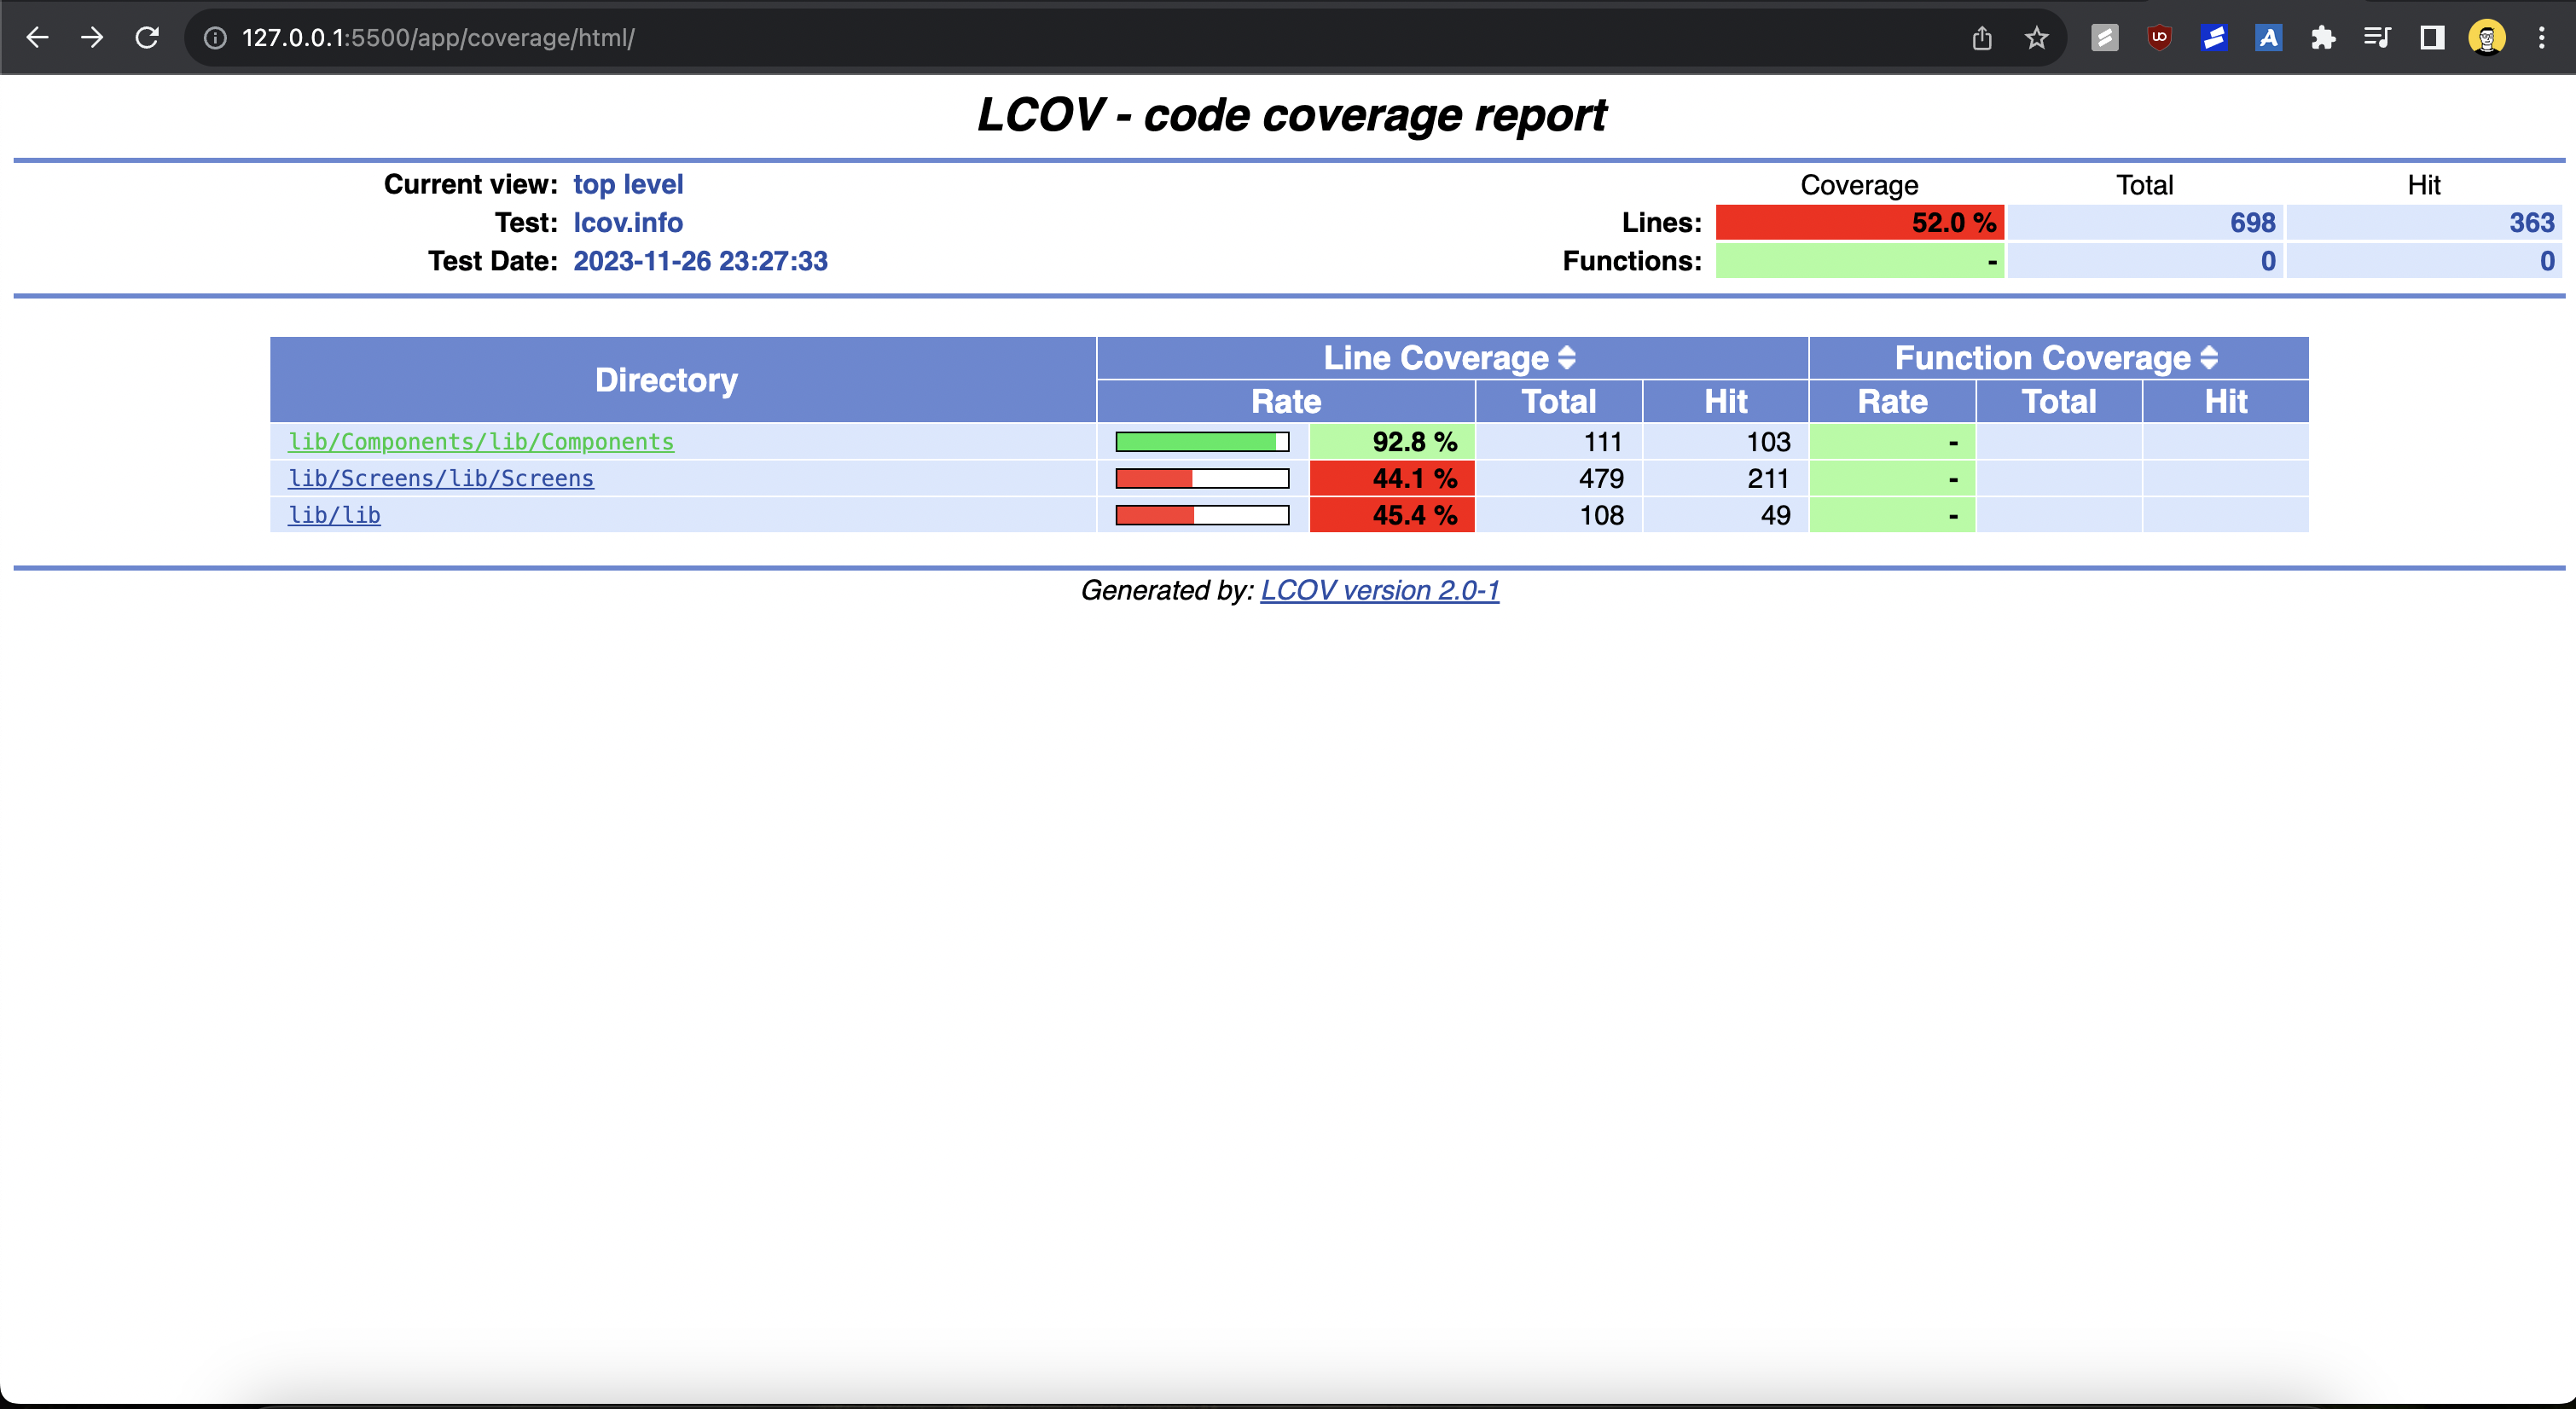 127.0.0.1:5500/app/coverage/html/
LCOV - code coverage report
Current view: top level Coverage Total Hit
Test: lcov.info Lines: 52.0 % 698 363
Test Date: 2023-11-26 23:27:33 Functions: - 0 0
Directory Line Coverage Function Coverage
Rate Total Hit Rate Total Hit
lib/Components/lib/Components 92.8 % 111 103 -
lib/Screens/lib/Screens 44.1 % 479 211 -
lib/lib 45.4 % 108 49 -
Generated by: LCOV version 2.0-1